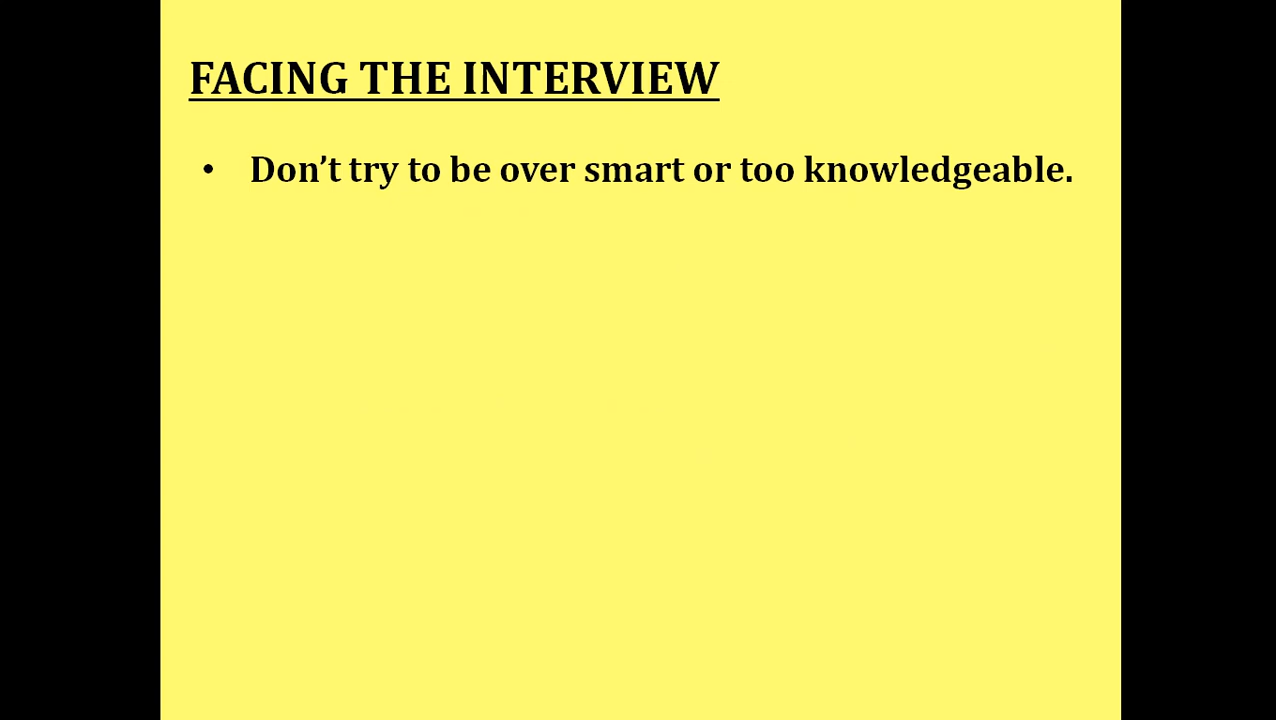 FACING THE INTERVIEW
• Don’t try to be over smart or too knowledgeable.